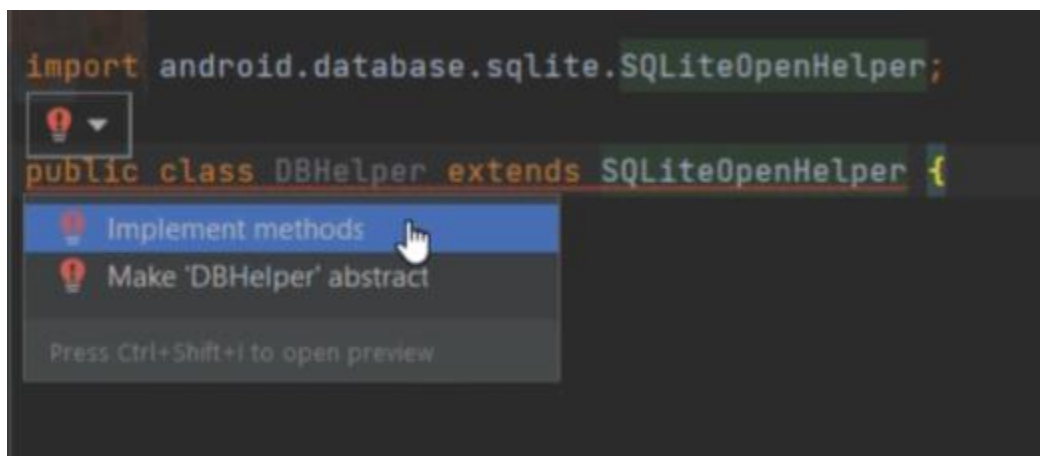 import android.database.sqlite.SQLiteOpenHelper;
public class DBHelper extends SQLiteOpenHelper {
Implement methods
Make 'DBHelper' abstract
Press Ctrl+Shift+I to open preview